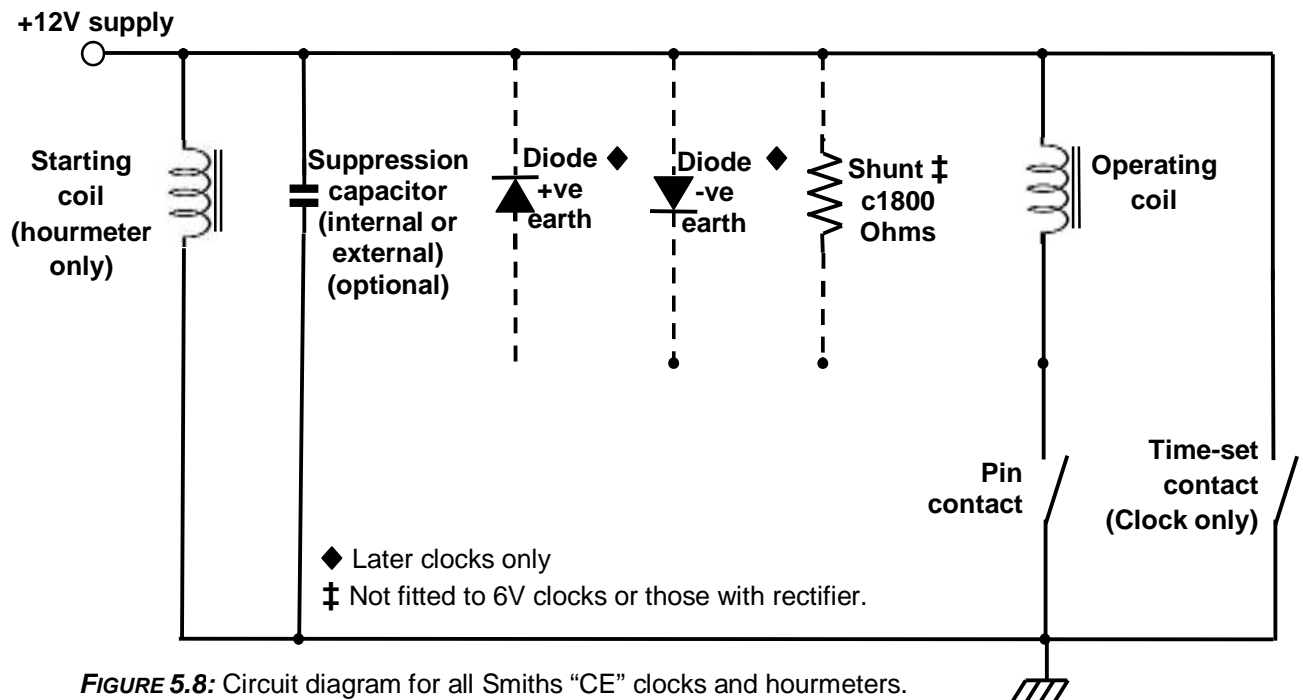 +12V supply
Starting
coil
(hourmeter
only)
Suppression
capacitor
(internal or
external)
(optional)
Diode ♦
+ve
earth
Diode ♦
-ve
earth
Shunt ‡
c1800
Ohms
Operating
coil
Pin
contact
Time-set
contact
(Clock only)
♦ Later clocks only
‡ Not fitted to 6V clocks or those with rectifier.
FIGURE 5.8: Circuit diagram for all Smiths “CE” clocks and hourmeters.